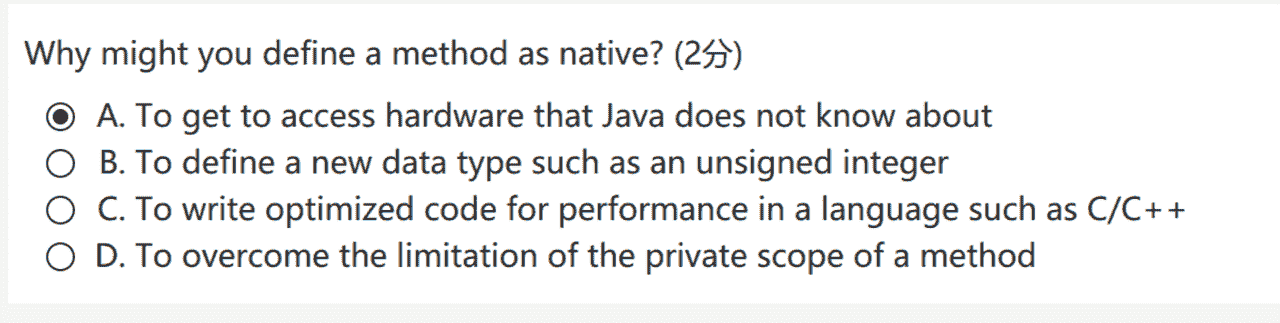 Why might you define a method as native? (2分)
A. To get to access hardware that Java does not know about
B. To define a new data type such as an unsigned integer
C. To write optimized code for performance in a language such as C/C++
D. To overcome the limitation of the private scope of a method